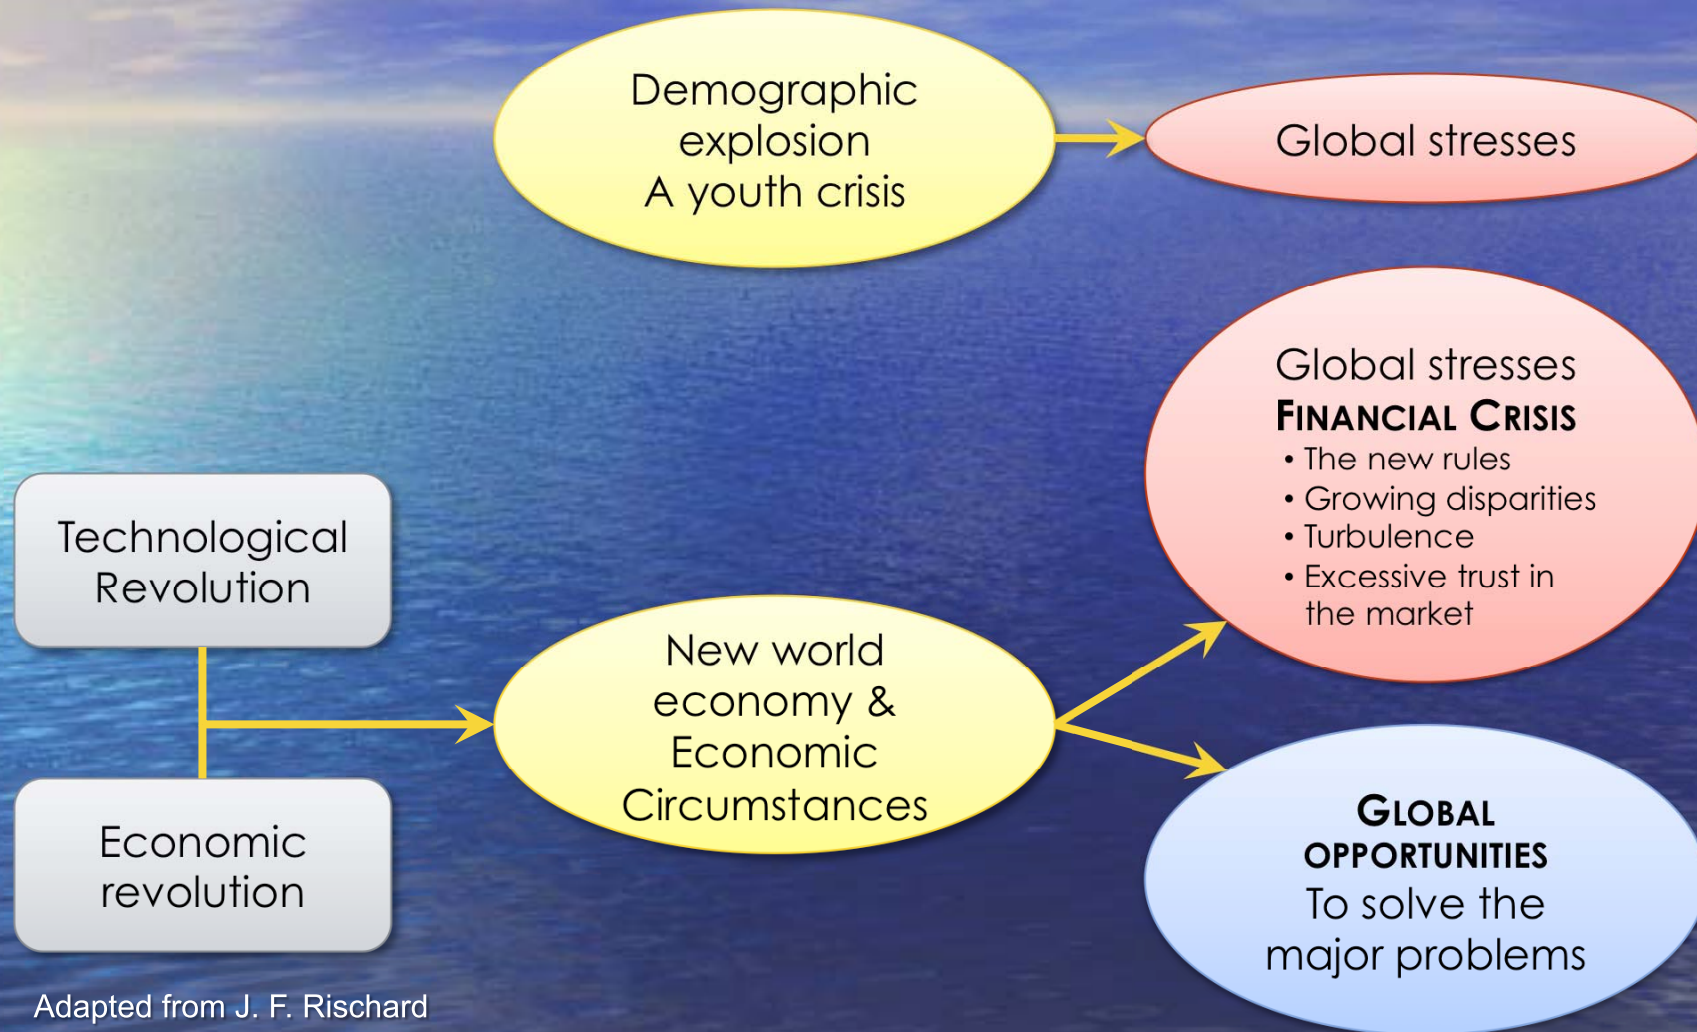 Demographic
explosion
A youth crisis
Global stresses
Global stresses
FINANCIAL CRISIS
• The new rules
• Growing disparities
• Turbulence
• Excessive trust in
the market
Technological
Revolution
New world
economy &
Economic
Circumstances
Economic
revolution
GLOBAL
OPPORTUNITIES
To solve the
major problems
Adapted from J. F. Rischard